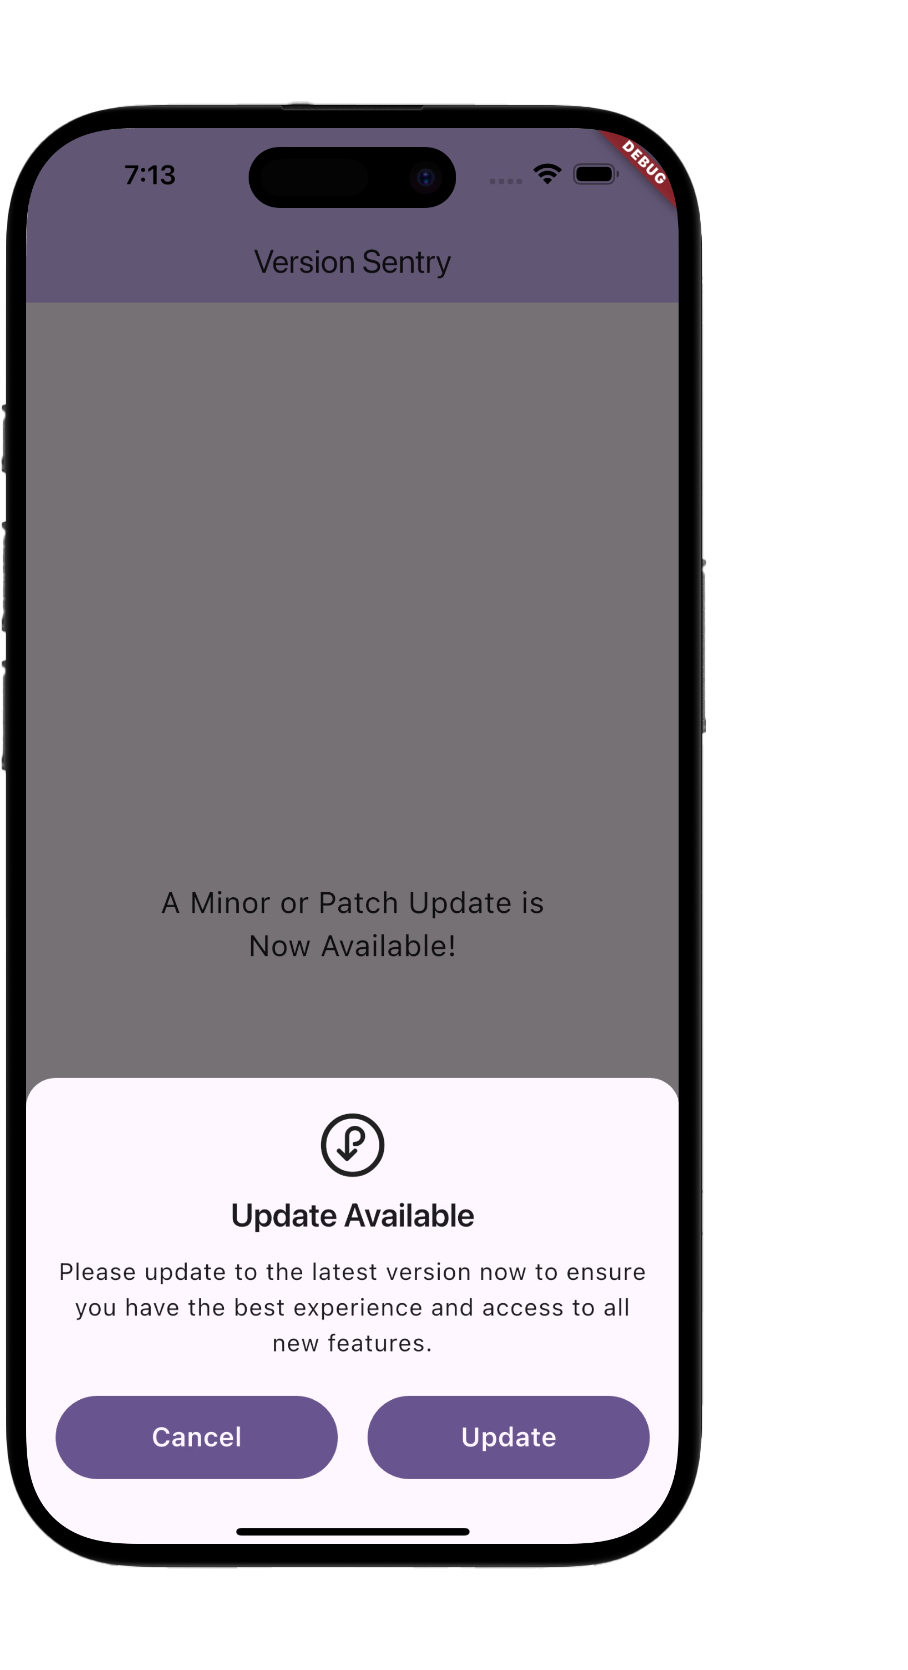 7:13
DEBUG
Version Sentry
A Minor or Patch Update is
Now Available!
Update Available
Please update to the latest version now to ensure
you have the best experience and access to all
new features.
Cancel
Update